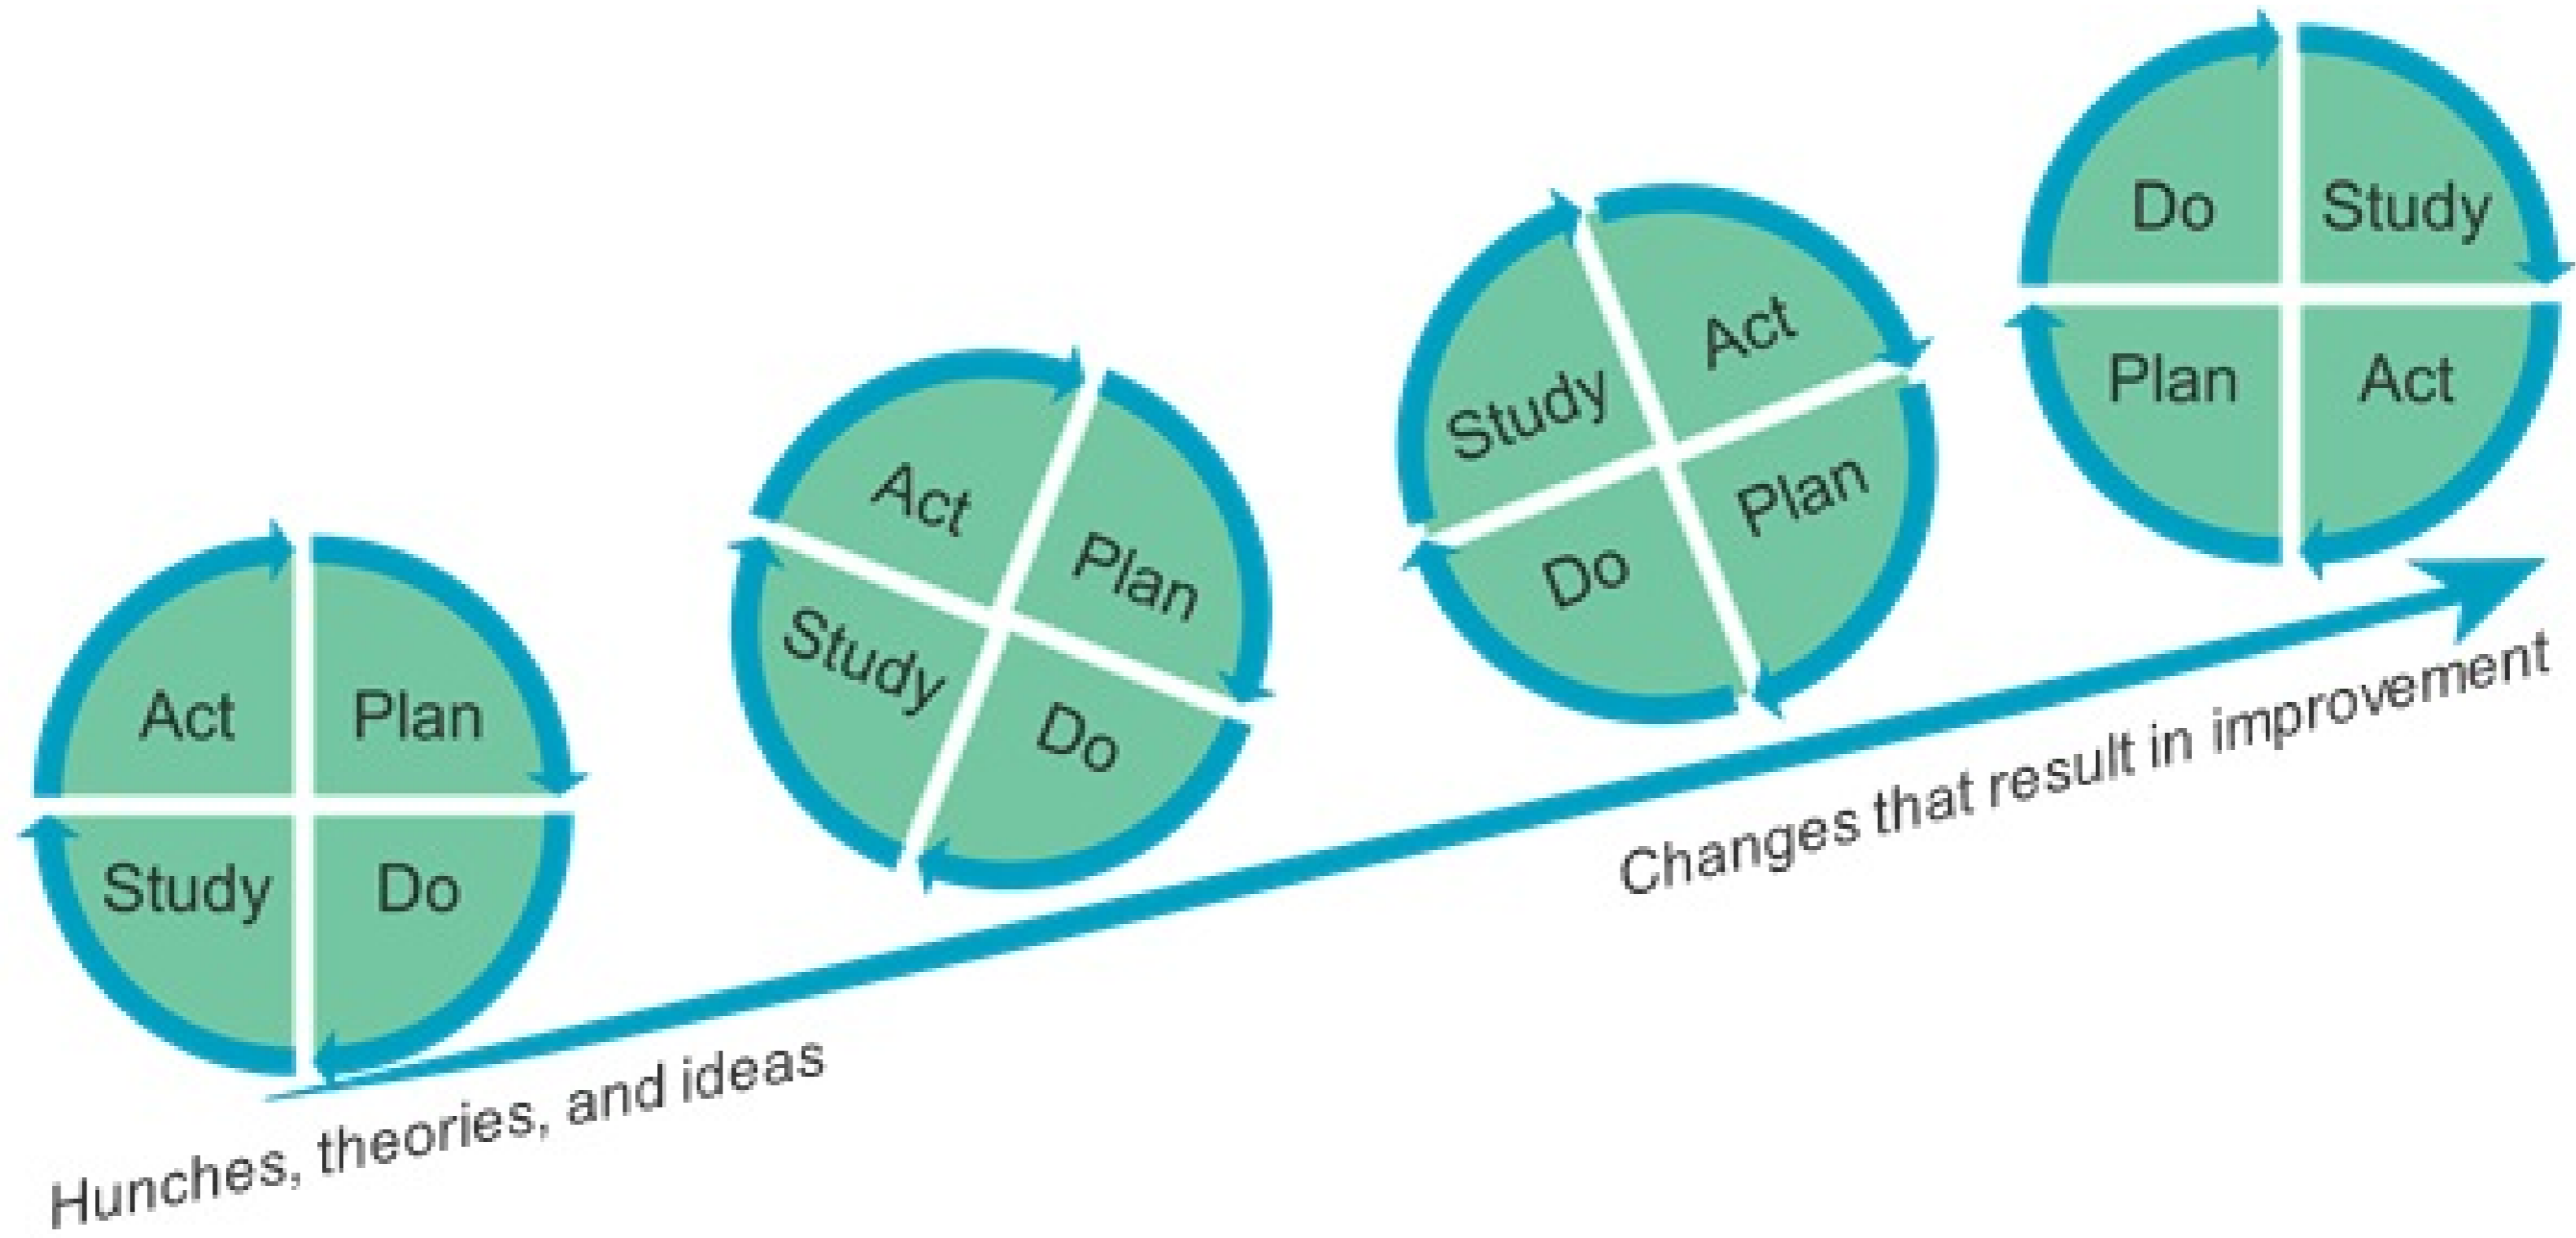 Act Plan
Study Do
Act
Plan
Study
Do
Act
Study
Plan
Do
Do Study
Plan Act
Hunches, theories, and ideas
Changes that result in improvement